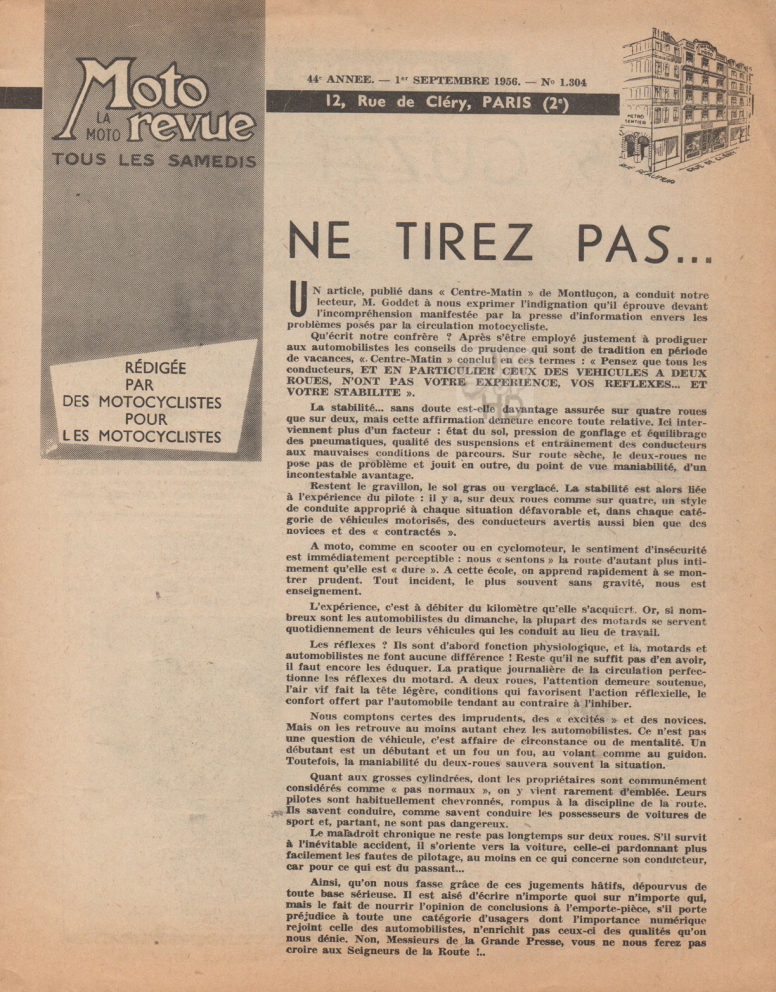 Moto
LA
MOTO
revue
TOUS LES SAMEDIS
44e ANNEE. — 1er SEPTEMBRE 1956. — No 1.304
12, Rue de Cléry, PARIS (2e)
METRO
SENTIER
RUE DE CLERY
RÉDIGÉE
PAR
DES MOTOCYCLISTES
POUR
LES MOTOCYCLISTES
NE TIREZ PAS...
UN article, publié dans « Centre-Matin » de Montluçon, a conduit notre
lecteur, M. Goddet à nous exprimer l'indignation qu'il éprouve devant
l'incompréhension manifestée par la presse d'information envers les
problèmes posés par la circulation motocycliste.
Qu'écrit notre confrère ? Après s'être employé justement à prodiguer
aux automobilistes les conseils de prudence qui sont de tradition en période
de vacances, «. Centre-Matin » conclut en ces termes : « Pensez que tous les
conducteurs, ET EN PARTICULIER CEUX DES VEHICULES A DEUX
ROUES, N'ONT PAS VOTRE EXPERIENCE, VOS REFLEXES... ET
VOTRE STABILITE ».
La stabilité... sans doute est-elle davantage assurée sur quatre roues
que sur deux, mais cette affirmation demeure encore toute relative. Ici inter-
viennent plus d'un facteur : état du sol, pression de gonflage et équilibrage
des pneumatiques, qualité des suspensions et entraînement des conducteurs
aux mauvaises conditions de parcours. Sur route sèche, le deux-roues ne
pose pas de problème et jouit en outre, du point de vue maniabilité, d'un
incontestable avantage.
Restent le gravillon, le sol gras ou verglacé. La stabilité est alors liée
à l'expérience du pilote : il y a, sur deux roues comme sur quatre, un style
de conduite approprié à chaque situation défavorable et, dans chaque caté-
gorie de véhicules motorisés, des conducteurs avertis aussi bien que des
novices et des « contractés ».
A moto, comme en scooter ou en cyclomoteur, le sentiment d'insécurité
est immédiatement perceptible : nous « sentons » la route d'autant plus inti-
mement qu'elle est « dure ». A cette école, on apprend rapidement à se mon-
trer prudent. Tout incident, le plus souvent sans gravité, nous est
enseignement.
L'expérience, c'est à débiter du kilomètre qu'elle s'acquiert. Or, si nom-
breux sont les automobilistes du dimanche, la plupart des motards se servent
quotidiennement de leurs véhicules qui les conduit au lieu de travail.
Les réflexes ? Ils sont d'abord fonction physiologique, et là, motards et
automobilistes ne font aucune différence ! Reste qu'il ne suffit pas d'en avoir,
il faut encore les éduquer. La pratique journalière de la circulation perfec-
tionne les réflexes du motard. A deux roues, l'attention demeure soutenue,
l'air vif fait la tête légère, conditions qui favorisent l'action réflexielle, le
confort offert par l'automobile tendant au contraire à l'inhiber.
Nous comptons certes des imprudents, des « excités » et des novices.
Mais on les retrouve au moins autant chez les automobilistes. Ce n'est pas
une question de véhicule, c'est affaire de circonstance ou de mentalité. Un
débutant est un débutant et un fou un fou, au volant comme au guidon.
Toutefois, la maniabilité du deux-roues sauvera souvent la situation.
Quant aux grosses cylindrées, dont les propriétaires sont communément
considérés comme « pas normaux », on y vient rarement d'emblée. Leurs
pilotes sont habituellement chevronnés, rompus à la discipline de la route.
Ils savent conduire, comme savent conduire les possesseurs de voitures de
sport et, partant, ne sont pas dangereux.
Le maladroit chronique ne reste pas longtemps sur deux roues. S'il survit
à l'inévitable accident, il s'oriente vers la voiture, celle-ci pardonnant plus
facilement les fautes de pilotage, au moins en ce qui concerne son conducteur,
car pour ce qui est du passant...
Ainsi, qu'on nous fasse grâce de ces jugements hâtifs, dépourvus de
toute base sérieuse. Il est aisé d'écrire n'importe quoi sur n'importe qui,
mais le fait de nourrir l'opinion de conclusions à l'emporte-pièce, s'il porte
préjudice à toute une catégorie d'usagers dont l'importance numérique
rejoint celle des automobilistes, n'enrichit pas ceux-ci des qualités qu'on
nous dénie. Non, Messieurs de la Grande Presse, vous ne nous ferez pas
croire aux Seigneurs de la Route !..